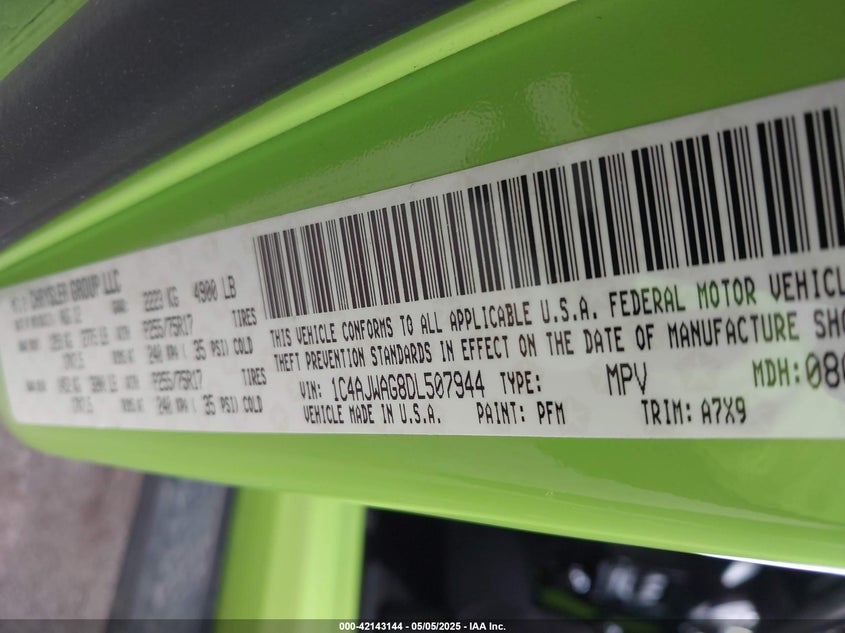 CHRYSLER GROUP LLC
2223 KG 4900 LB
P255/75R17 TIRES
240 KPA ( 35 PSI) COLD
P255/75R17 TIRES
240 KPA ( 35 PSI) COLD
THIS VEHICLE CONFORMS TO ALL APPLICABLE U.S.A. FEDERAL MOTOR VEHICL
THEFT PREVENTION STANDARDS IN EFFECT ON THE DATE OF MANUFACTURE SHO
VIN: 1C4AJWAG8DL507944 TYPE: MPV MDH: 080
VEHICLE MADE IN U.S.A. PAINT: PFM TRIM: A7X9
000-42143144 - 05/05/2025 - IAA Inc.